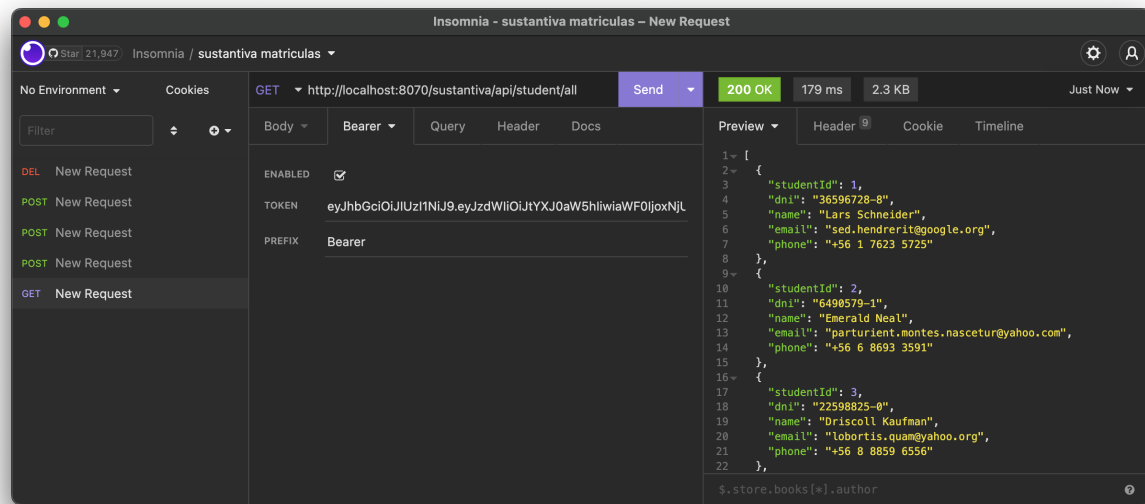 Insomnia - sustantiva matriculas – New Request
Star 21,947 Insomnia / sustantiva matriculas
No Environment Cookies
Filter
DEL New Request
POST New Request
POST New Request
POST New Request
GET New Request
GET http://localhost:8070/sustantiva/api/student/all Send
Body Bearer Query Header Docs
ENABLED
TOKEN
PREFIX Bearer
200 OK 179 ms 2.3 KB Just Now
Preview Header 9 Cookie Timeline
1 [
2 {
3 "studentId": 1,
4 "dni": "36596728-8",
5 "name": "Lars Schneider",
6 "email": "sed.hendrerit@google.org",
7 "phone": "+56 1 7623 5725"
8 },
9 {
10 "studentId": 2,
11 "dni": "6490579-1",
12 "name": "Emerald Neal",
13 "email": "parturient.montes.nascetur@yahoo.com",
14 "phone": "+56 6 8693 3591"
15 },
16 {
17 "studentId": 3,
18 "dni": "22598825-0",
19 "name": "Driscoll Kaufman",
20 "email": "lobortis.quam@yahoo.org",
21 "phone": "+56 8 8859 6556"
22 },
$.store.books[*].author